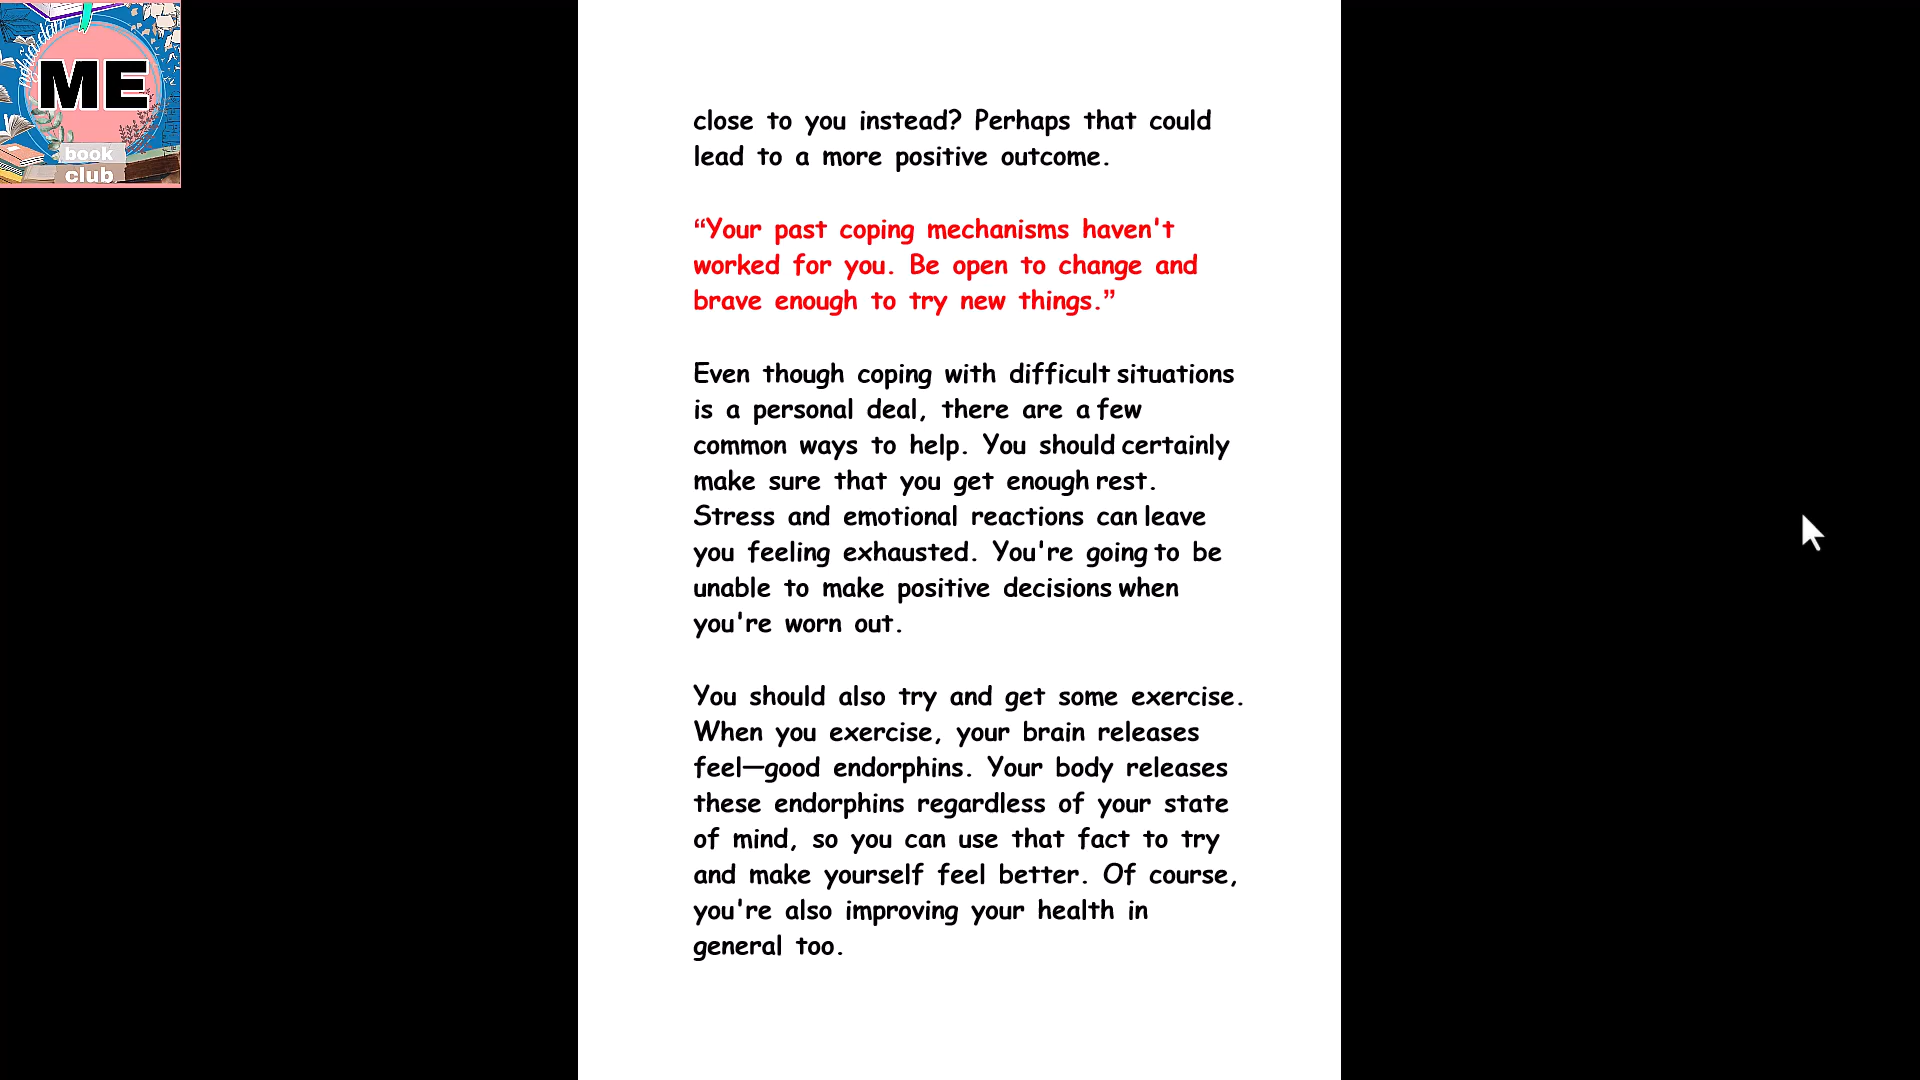 ME
book
club
close to you instead? Perhaps that could
lead to a more positive outcome.
“Your past coping mechanisms haven't
worked for you. Be open to change and
brave enough to try new things.”
Even though coping with difficult situations
is a personal deal, there are a few
common ways to help. You should certainly
make sure that you get enough rest.
Stress and emotional reactions can leave
you feeling exhausted. You're going to be
unable to make positive decisions when
you're worn out.
You should also try and get some exercise.
When you exercise, your brain releases
feel—good endorphins. Your body releases
these endorphins regardless of your state
of mind, so you can use that fact to try
and make yourself feel better. Of course,
you're also improving your health in
general too.